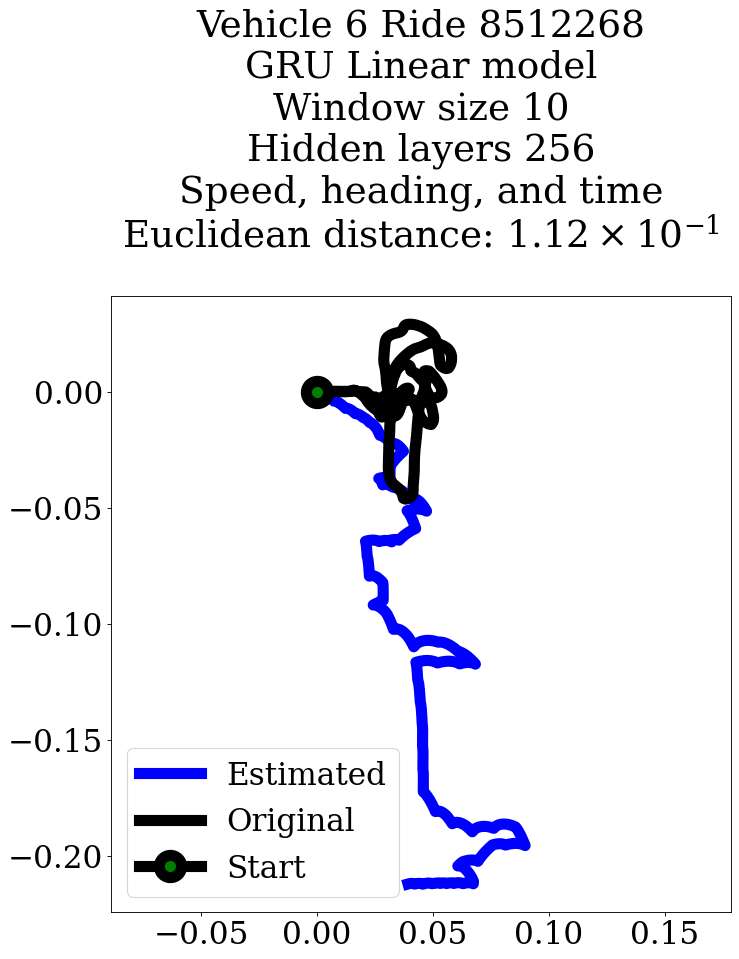 Vehicle 6 Ride 8512268
GRU Linear model
Window size 10
Hidden layers 256
Speed, heading, and time
Euclidean distance: 1.12 × 10⁻¹
0.00
−0.05
−0.10
−0.15
−0.20
Estimated
Original
Start
−0.05 0.00 0.05 0.10 0.15